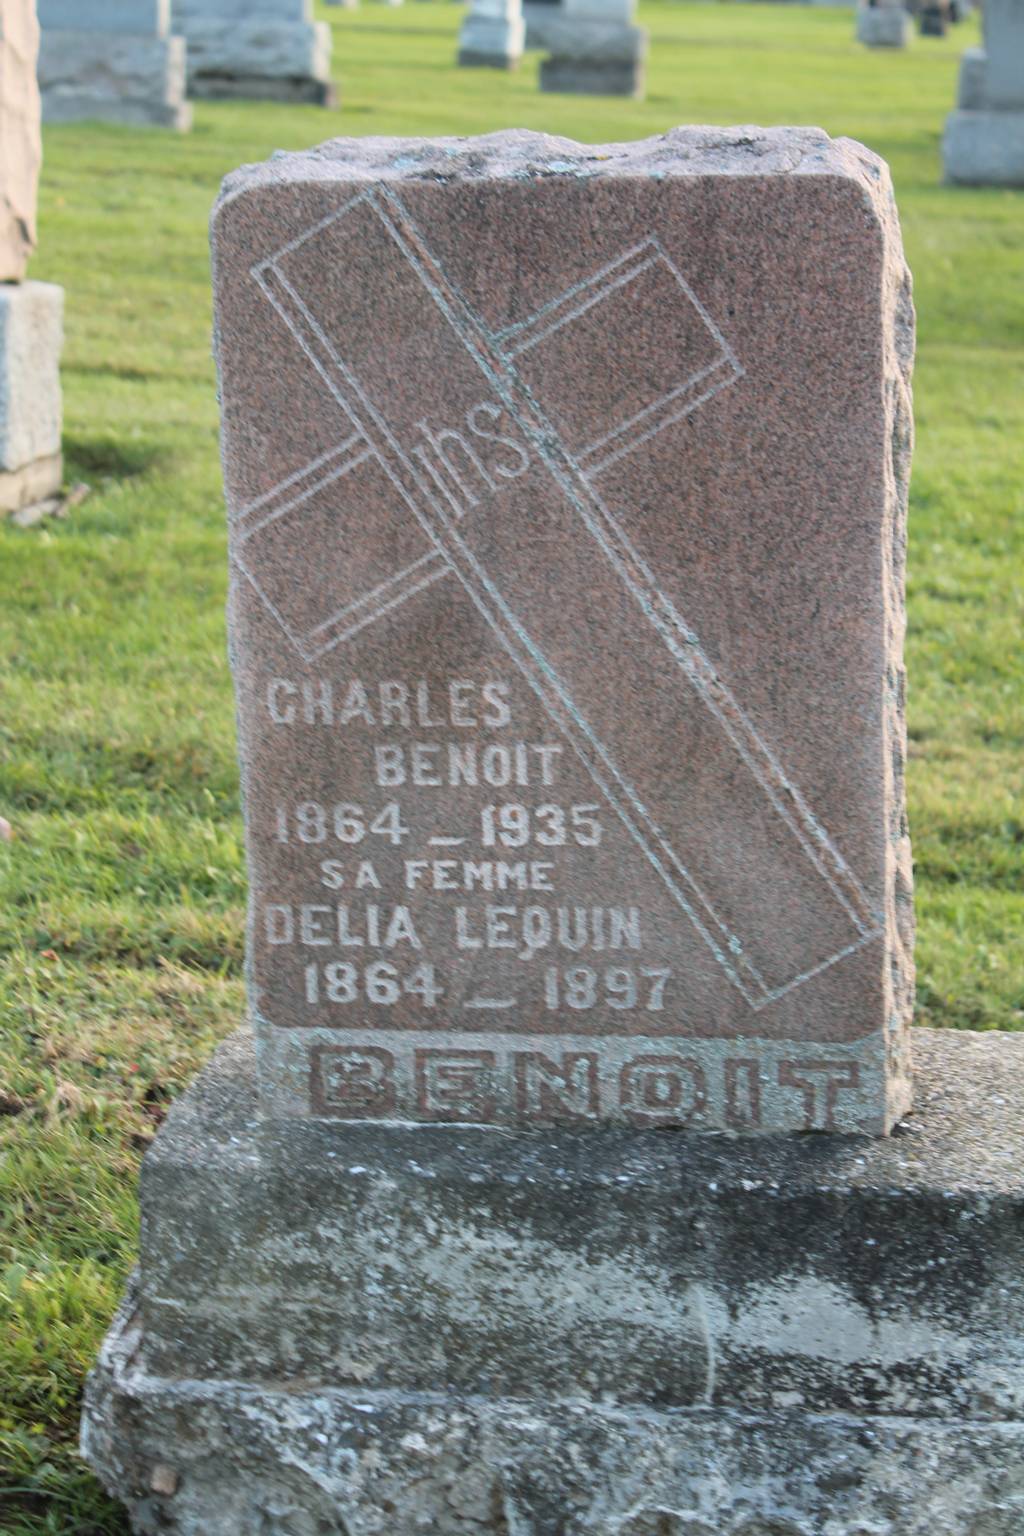 ihs
CHARLES
BENOIT
1864 – 1935
SA FEMME
DELIA LEQUIN
1864 – 1897
BENOIT